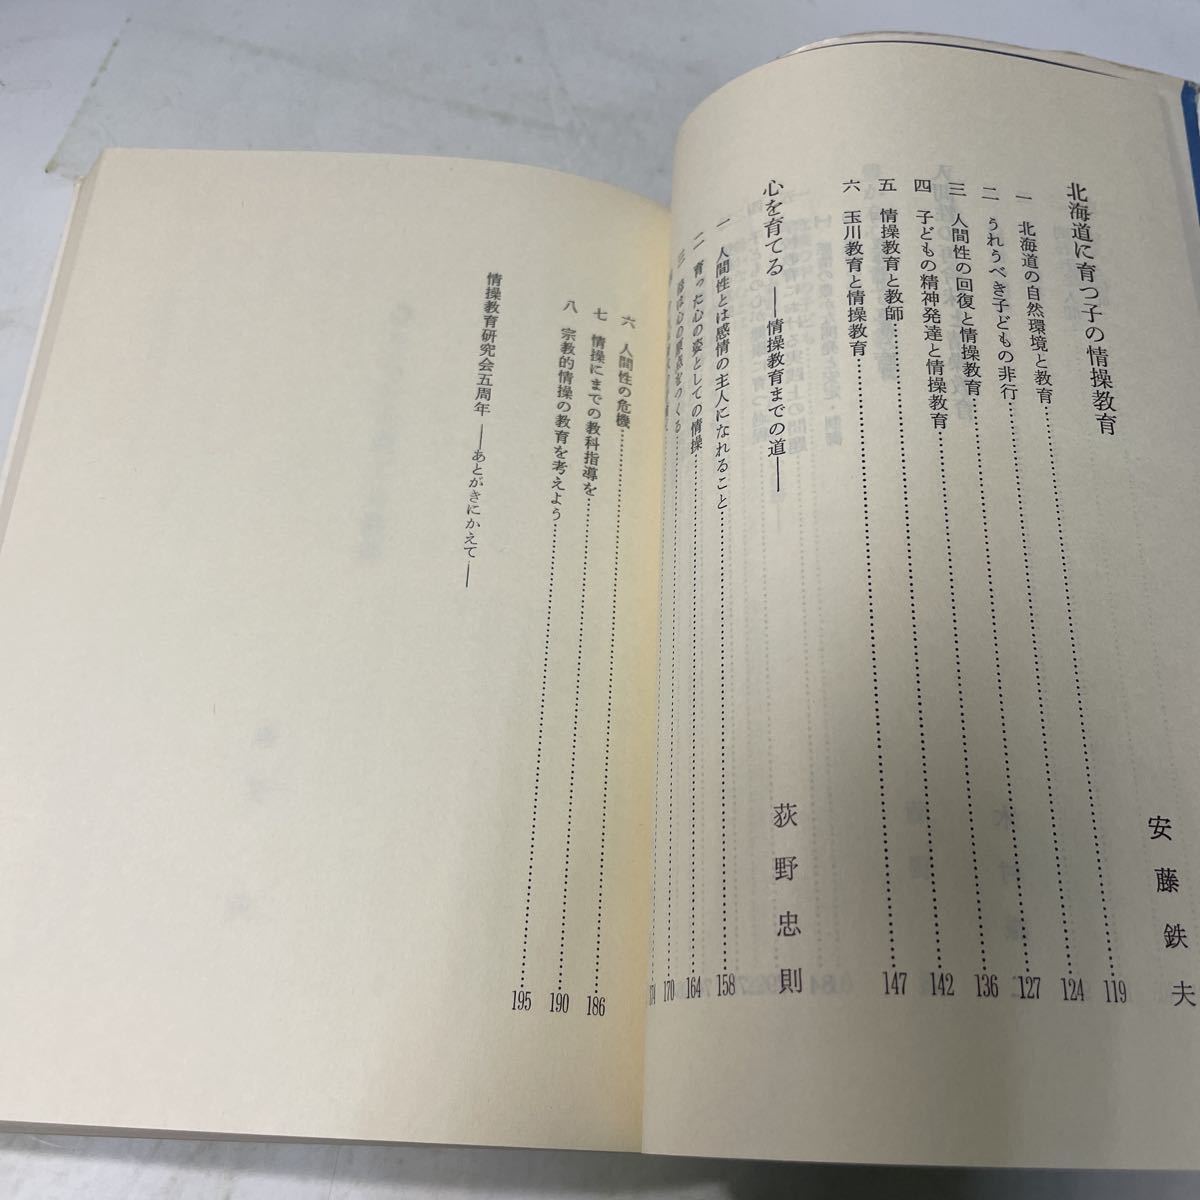 北海道に育つ子の情操教育 安藤鉄夫
一 北海道の自然環境と教育……119
二 うれうべき子どもの非行……124
三 人間性の回復と情操教育……127
四 子どもの精神発達と情操教育……136
五 情操教育と教師……142
六 玉川教育と情操教育……147
心を育てる ――情操教育までの道―― 荻野忠則
一 人間性とは感情の主人になれること……158
二 育った心の姿としての情操……164
三 をつくる……170
六 人間性の危機……186
七 情操にまでの教科指導を……190
八 宗教的情操の教育を考えよう……195
情操教育研究会五周年 ――あとがきにかえて――